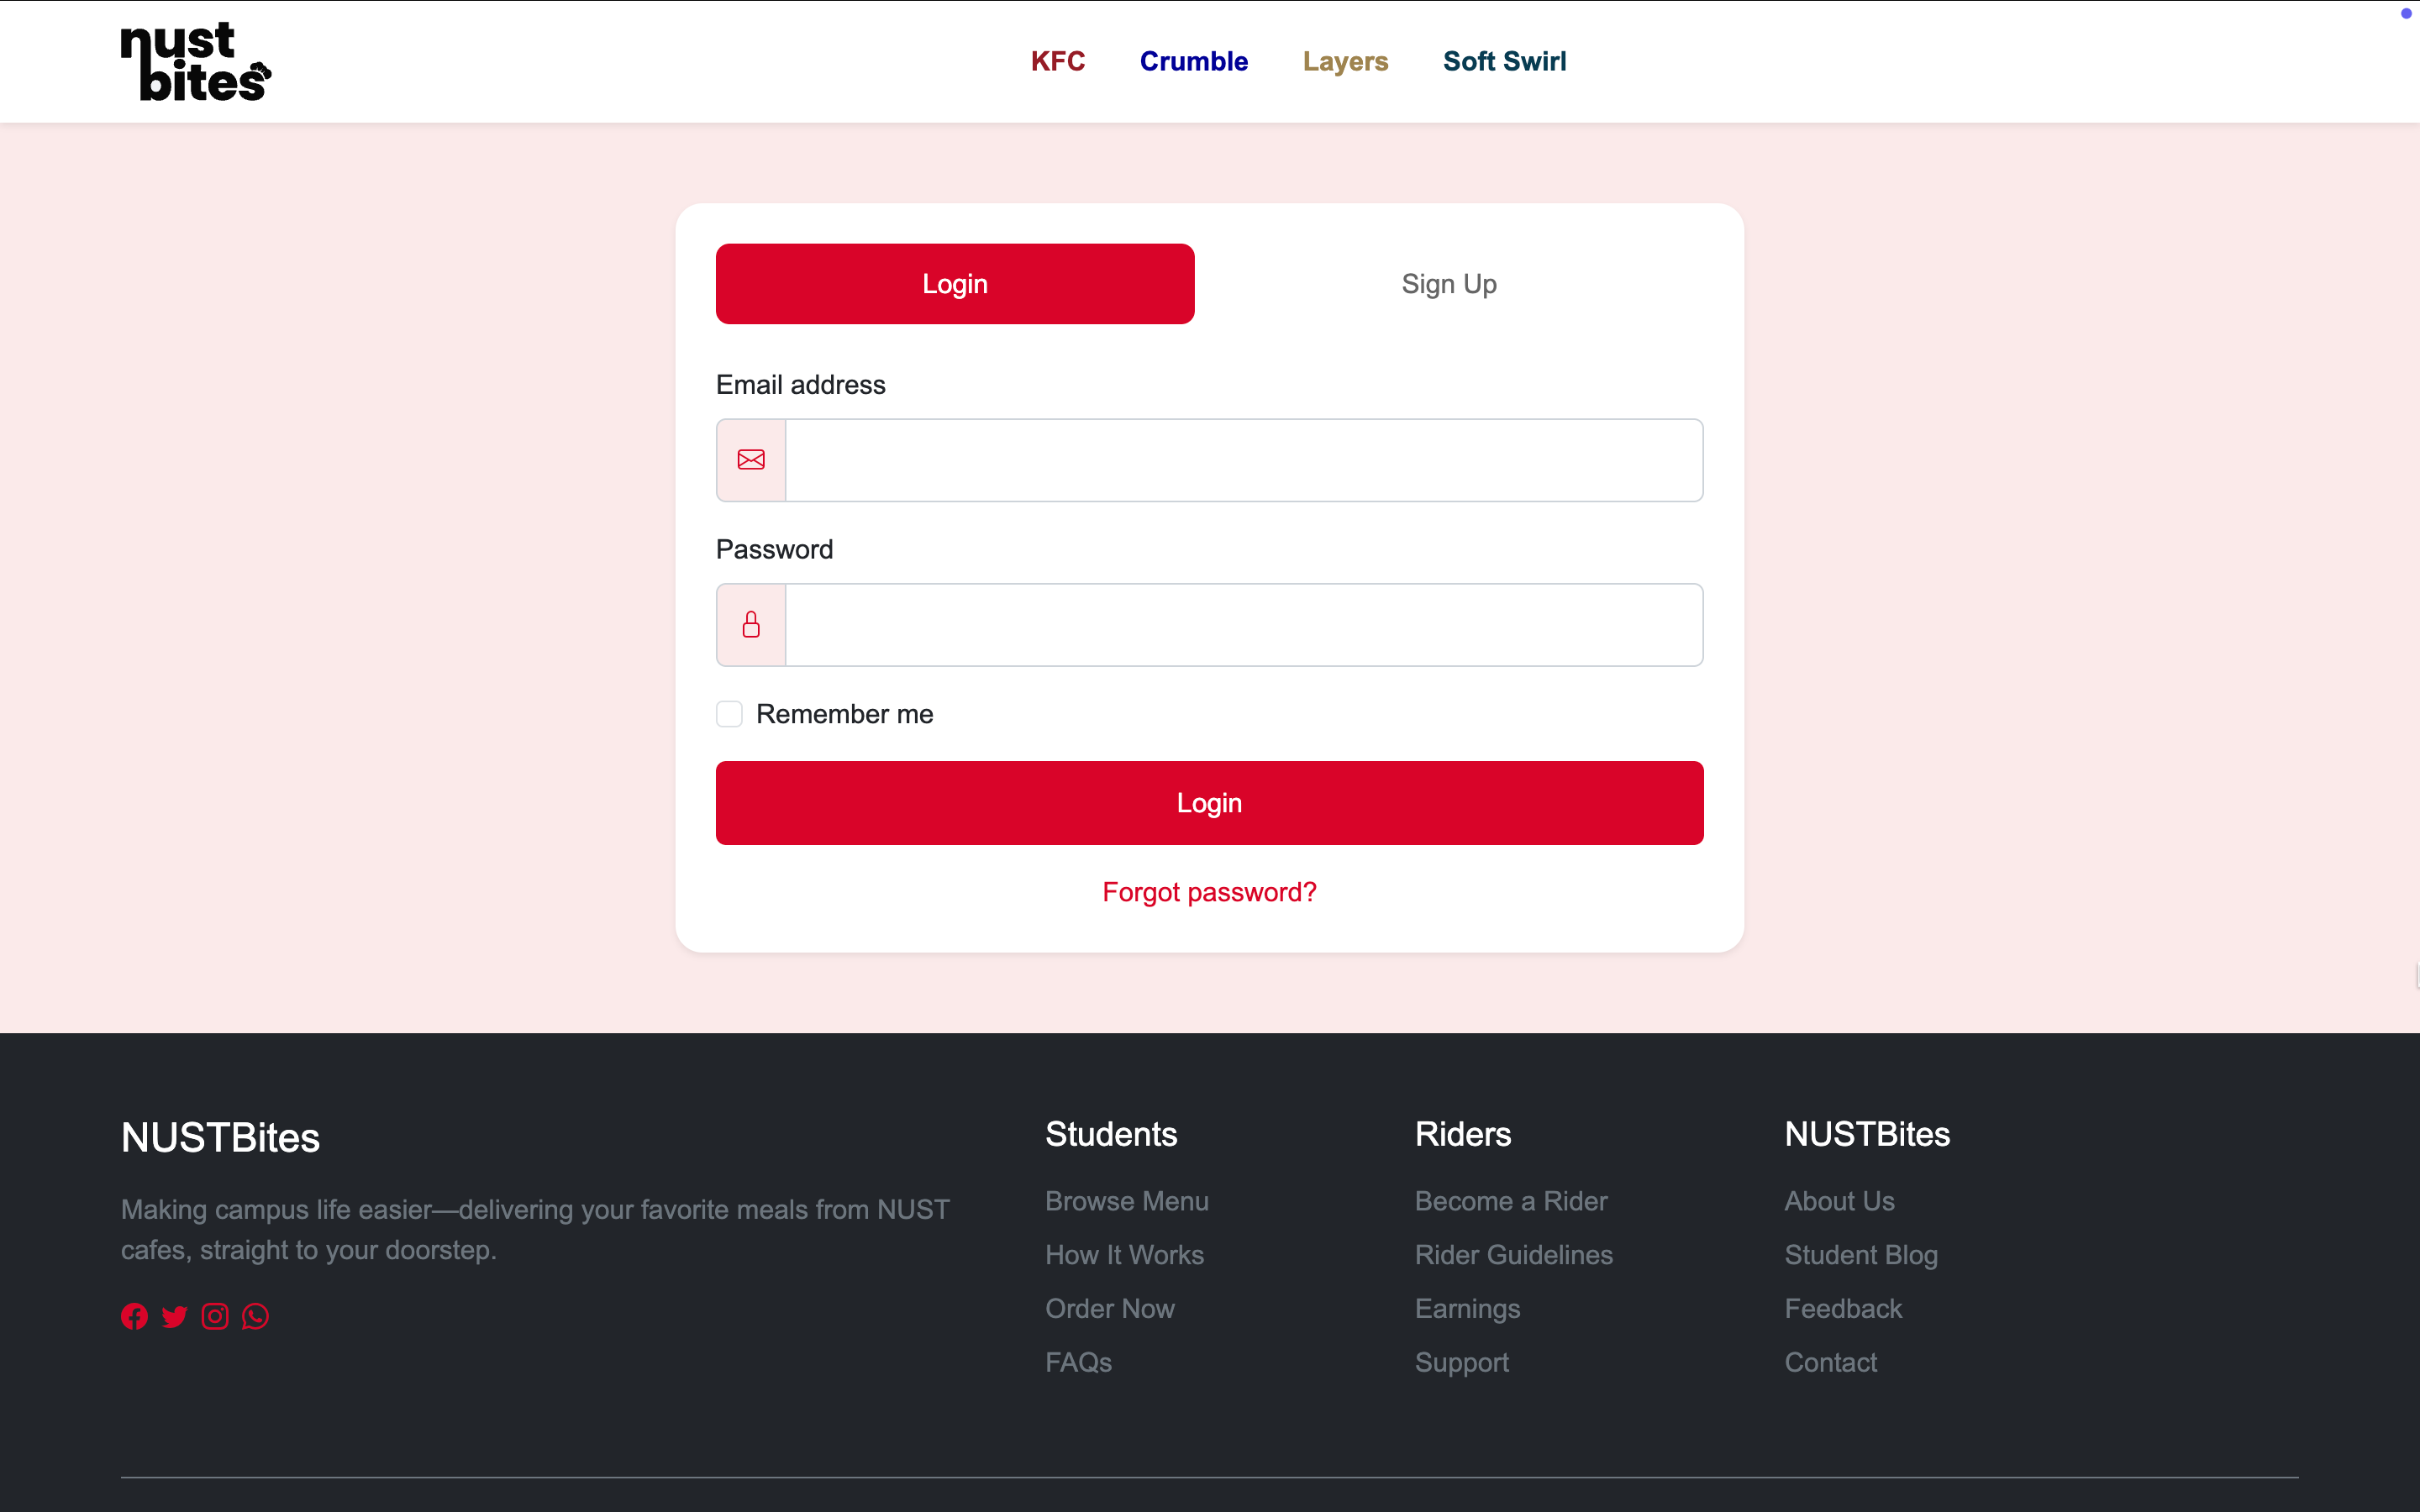 nust
bites
KFC Crumble Layers Soft Swirl
Login Sign Up
Email address
Password
Remember me
Login
Forgot password?
NUSTBites
Making campus life easier—delivering your favorite meals from NUST
cafes, straight to your doorstep.
Students
Browse Menu
How It Works
Order Now
FAQs
Riders
Become a Rider
Rider Guidelines
Earnings
Support
NUSTBites
About Us
Student Blog
Feedback
Contact